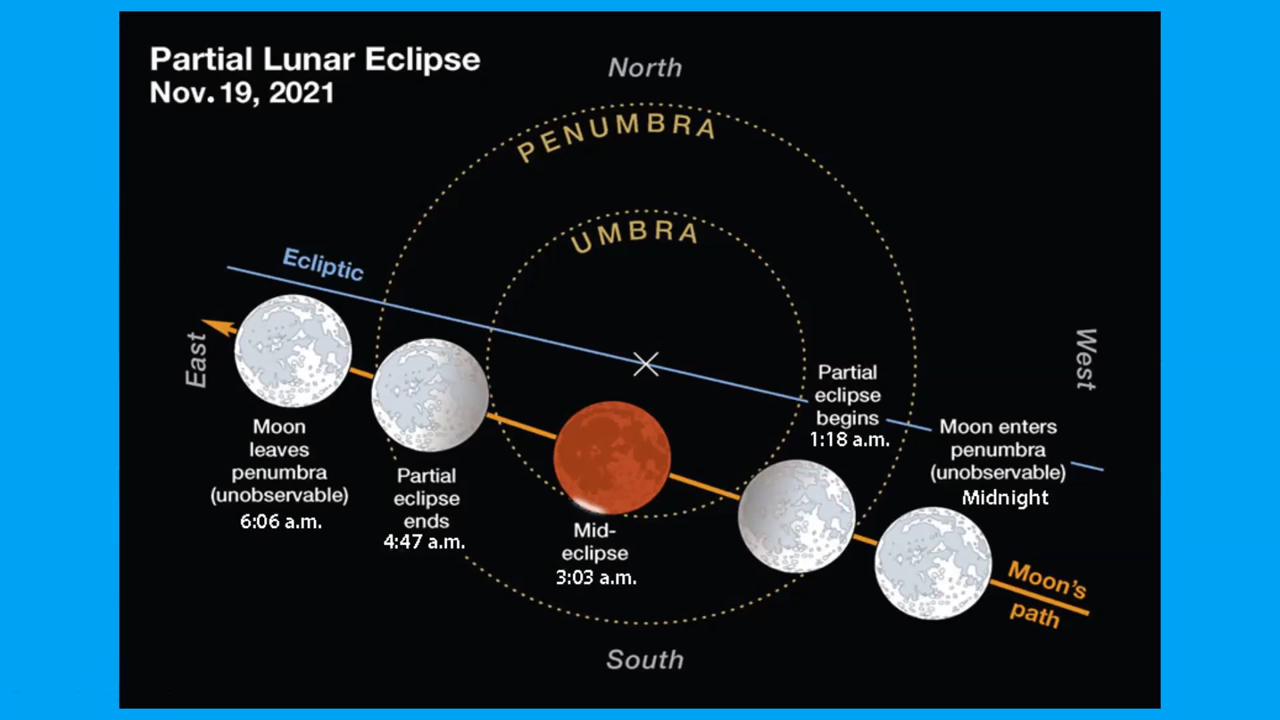 Partial Lunar Eclipse
Nov. 19, 2021
North
PENUMBRA
UMBRA
Ecliptic
East
West
Moon
leaves
penumbra
(unobservable)
6:06 a.m.
Partial
eclipse
ends
4:47 a.m.
Mid-
eclipse
3:03 a.m.
Partial
eclipse
begins
1:18 a.m.
Moon enters
penumbra
(unobservable)
Midnight
Moon's
path
South